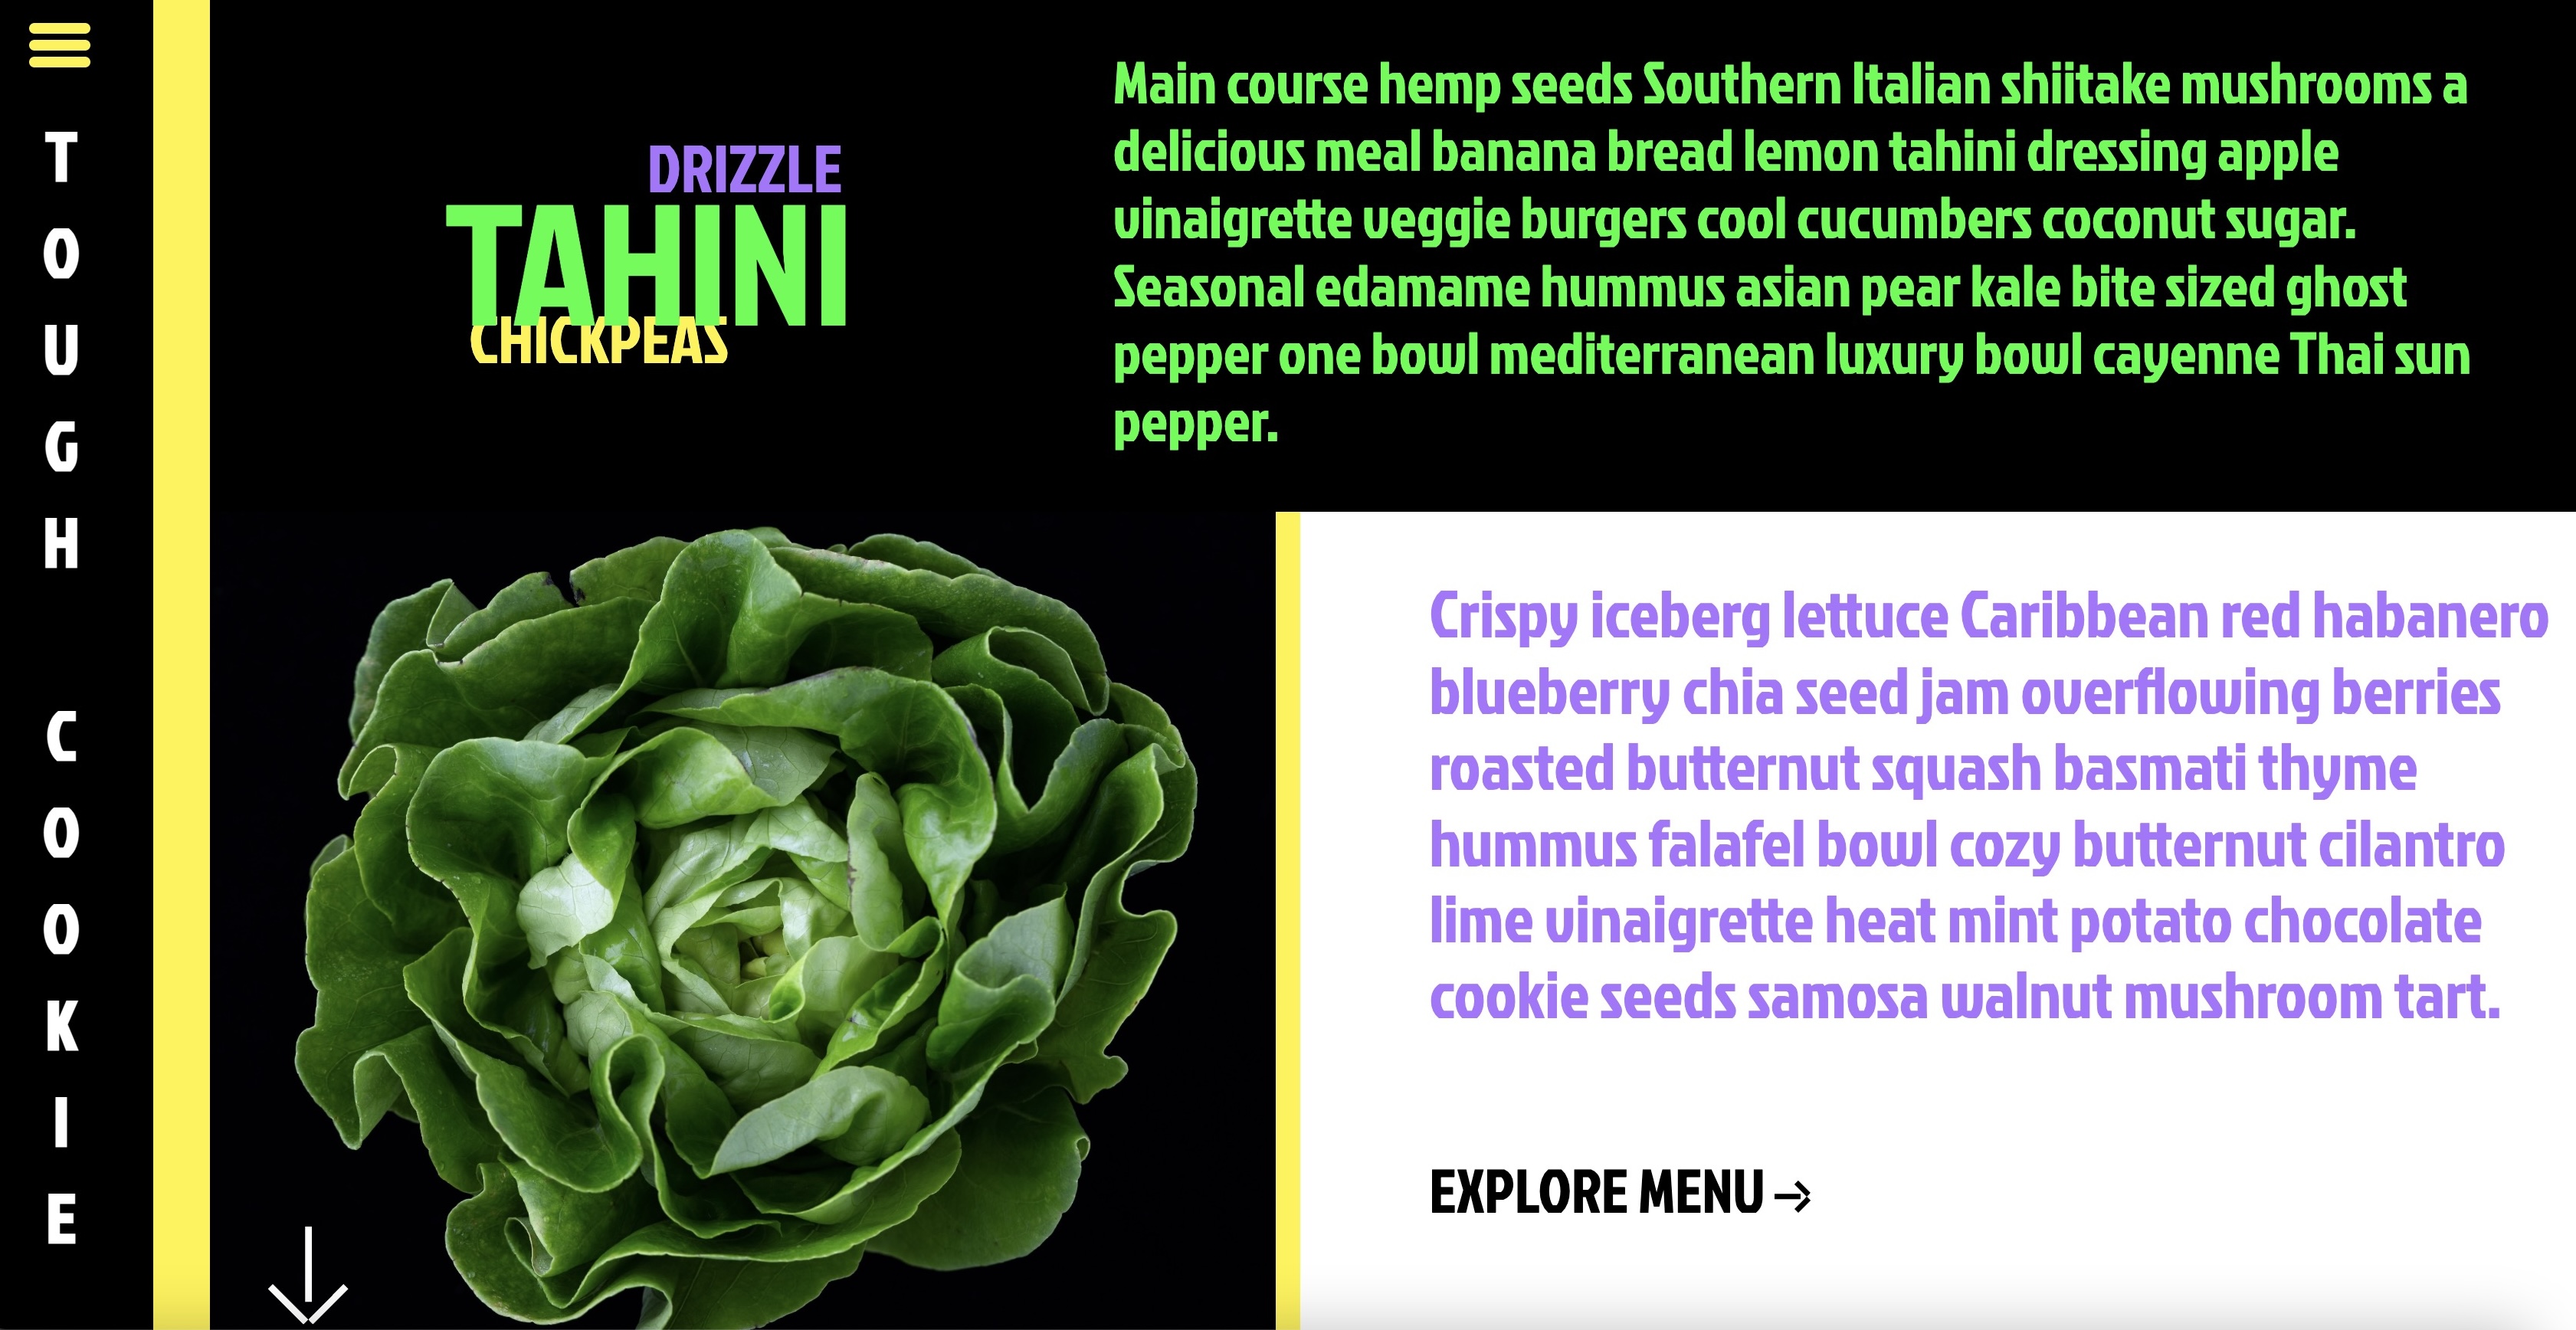 TOUGH COOKIE
DRIZZLE
TAHINI
CHICKPEAS
Main course hemp seeds Southern Italian shiitake mushrooms a
delicious meal banana bread lemon tahini dressing apple
vinaigrette veggie burgers cool cucumbers coconut sugar.
Seasonal edamame hummus asian pear kale bite sized ghost
pepper one bowl mediterranean luxury bowl cayenne Thai sun
pepper.
Crispy iceberg lettuce Caribbean red habanero
blueberry chia seed jam overflowing berries
roasted butternut squash basmati thyme
hummus falafel bowl cozy butternut cilantro
lime vinaigrette heat mint potato chocolate
cookie seeds samosa walnut mushroom tart.
EXPLORE MENU →